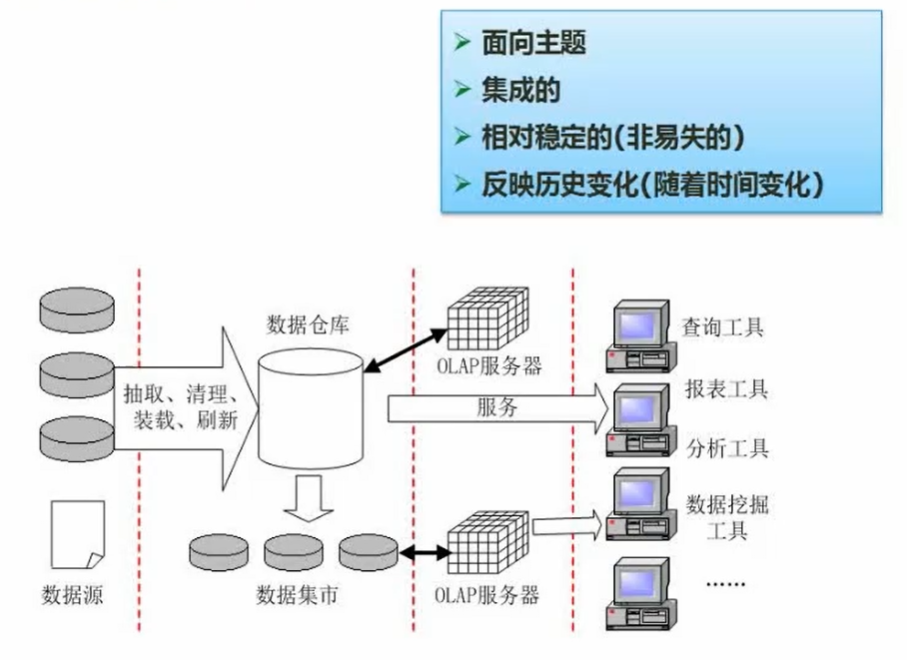 面向主题
集成的
相对稳定的(非易失的)
反映历史变化(随着时间变化)
数据仓库
OLAP服务器
查询工具
抽取、清理、
装载、刷新
服务
报表工具
分析工具
数据挖掘
工具
数据源
数据集市
OLAP服务器
......